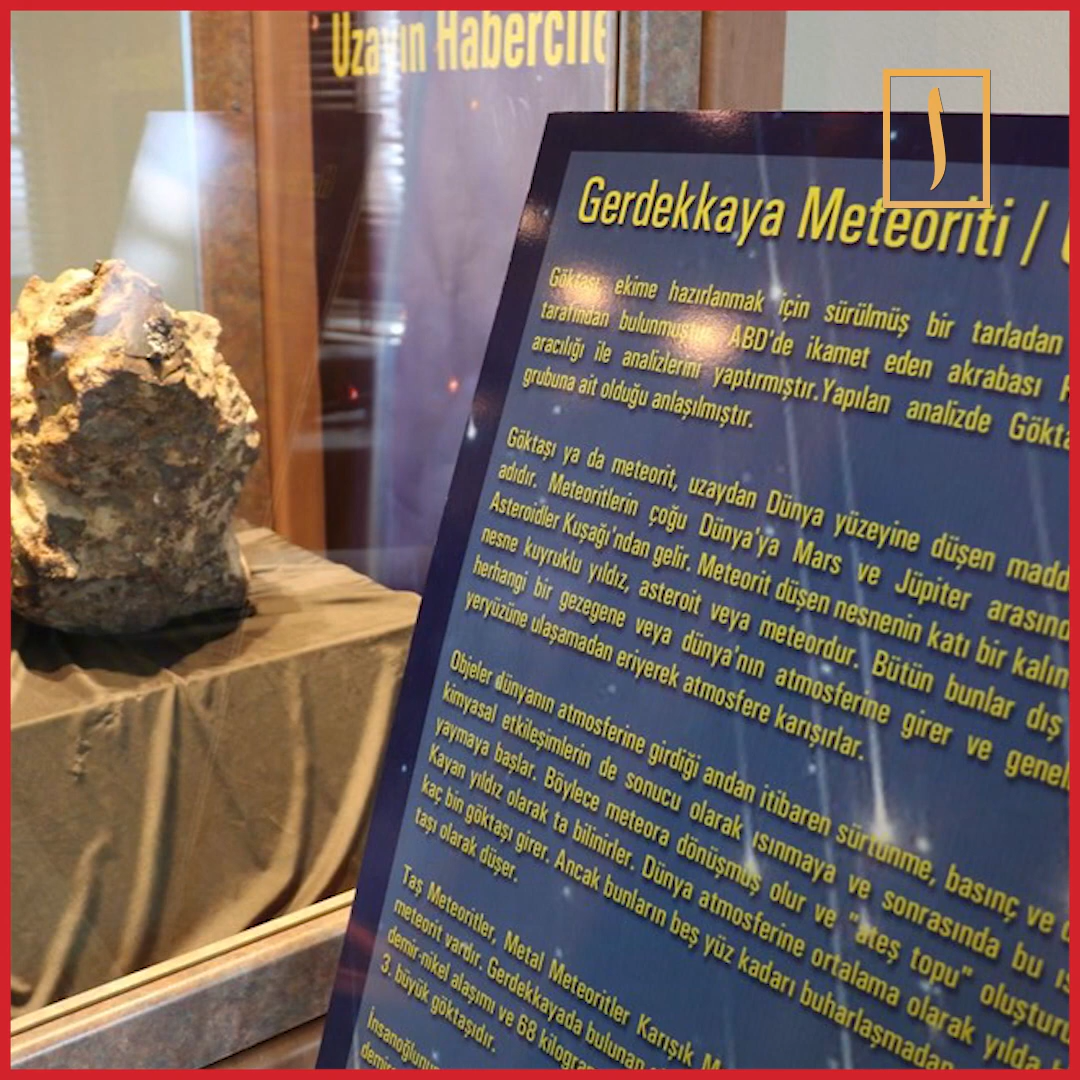 Uzayın Habercile
Gerdekkaya Meteoriti /
Göktaşı ekime hazırlanmak için sürülmüş bir tarladan
tarafından bulunmuştur. ABD'de ikamet eden akrabası
aracılığı ile analizlerini yaptırmıştır.Yapılan analizde Gökta
grubuna ait olduğu anlaşılmıştır.
Göktaşı ya da meteorit, uzaydan Dünya yüzeyine düşen madd
adıdır. Meteoritlerin çoğu Dünya'ya Mars ve Jüpiter arasınd
Asteroidler Kuşağı'ndan gelir. Meteorit düşen nesnenin katı bir kalın
nesne kuyruklu yıldız, asteroit veya meteordur. Bütün bunlar dış
herhangi bir gezegene veya dünya'nın atmosferine girer ve genel
yeryüzüne ulaşamadan eriyerek atmosfere karışırlar.
Objeler dünyanın atmosferine girdiği andan itibaren sürtünme, basınç ve
kimyasal etkileşimlerin de sonucu olarak ısınmaya ve sonrasında bu ıs
yaymaya başlar. Böylece meteora dönüşmüş olur ve "ateş topu" oluşturu
Kayan yıldız olarak ta bilinirler. Dünya atmosferine ortalama olarak yılda
kaç bin göktaşı girer. Ancak bunların beş yüz kadarı buharlaşmadan
taşı olarak düşer.
Taş Meteoritler, Metal Meteoritler Karışık M
meteorit vardır. Gerdekkayada bulunan
demir-nikel alaşımı ve 68 kilogra
3. büyük göktaşıdır.
İnsanoğlunu